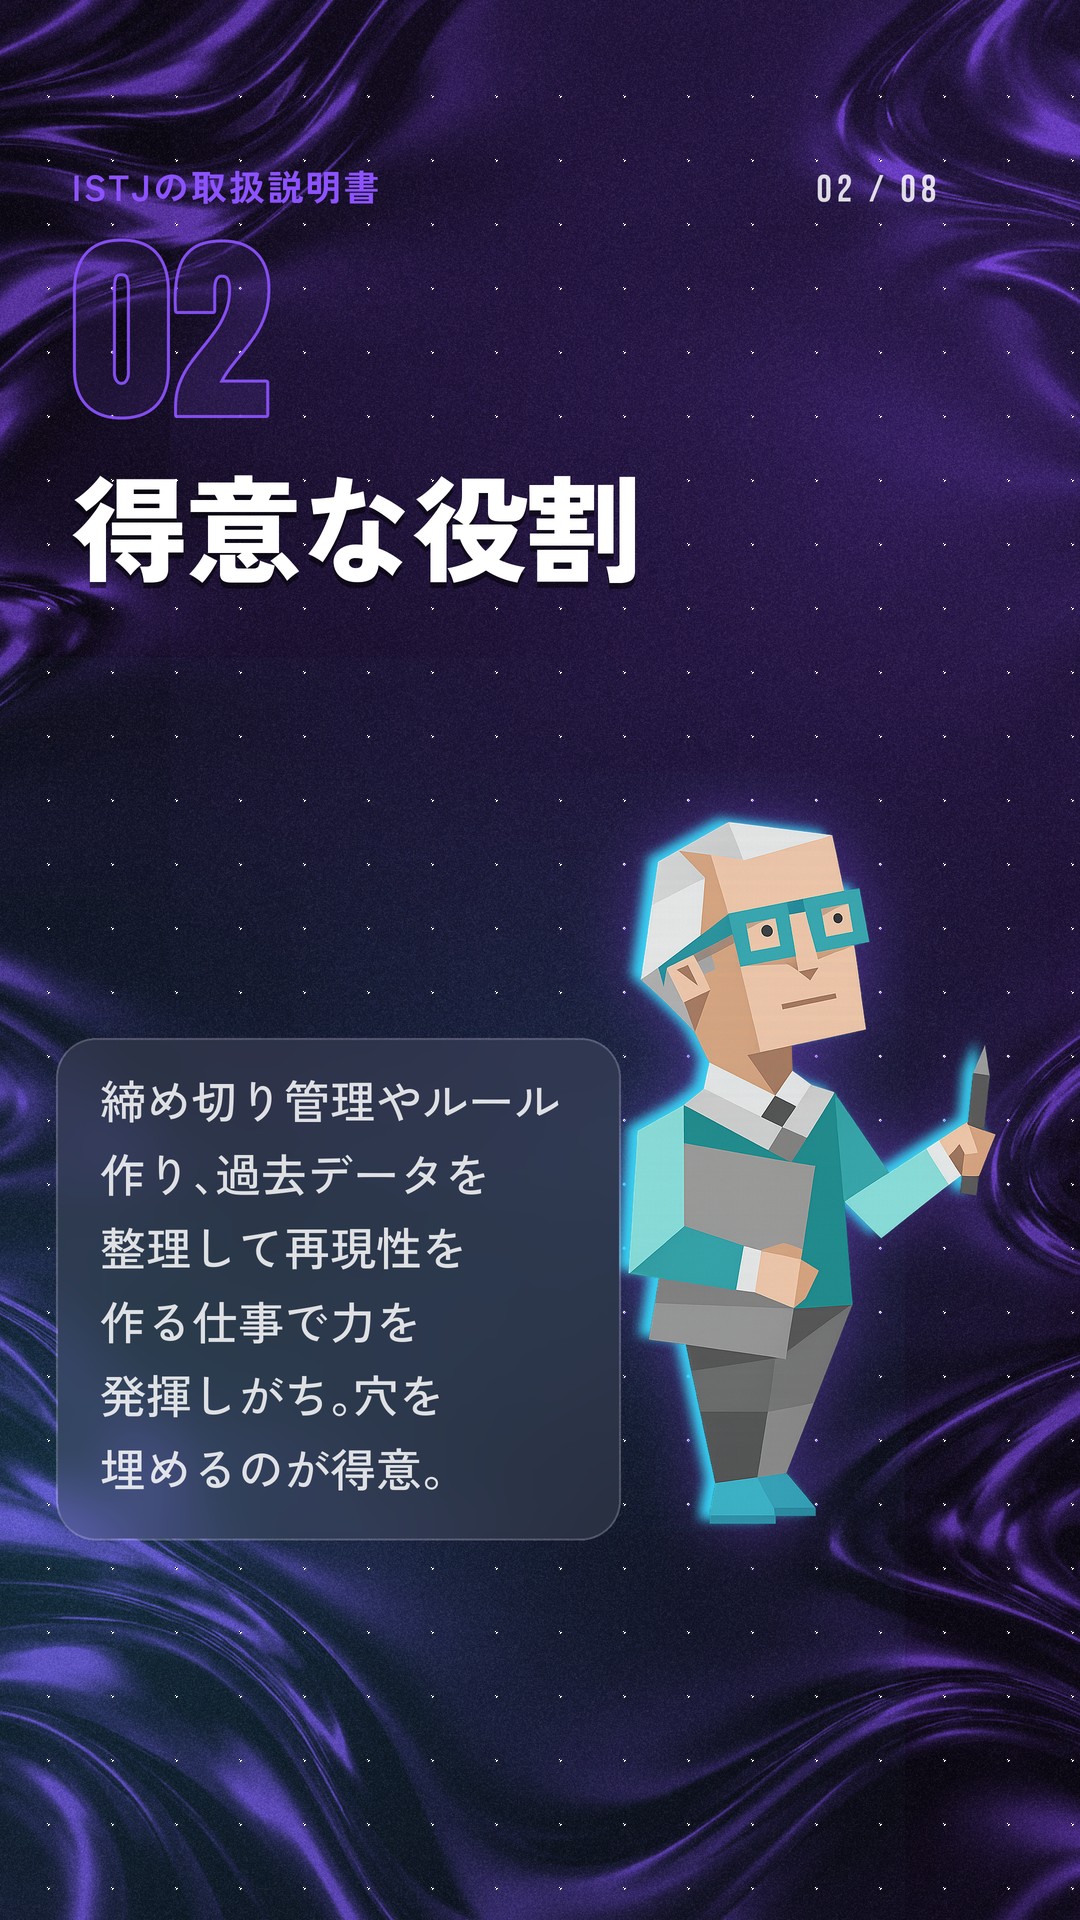 ISTJの取扱説明書
02 / 08
02
得意な役割
締め切り管理やルール
作り、過去データを
整理して再現性を
作る仕事で力を
発揮しがち。穴を
埋めるのが得意。